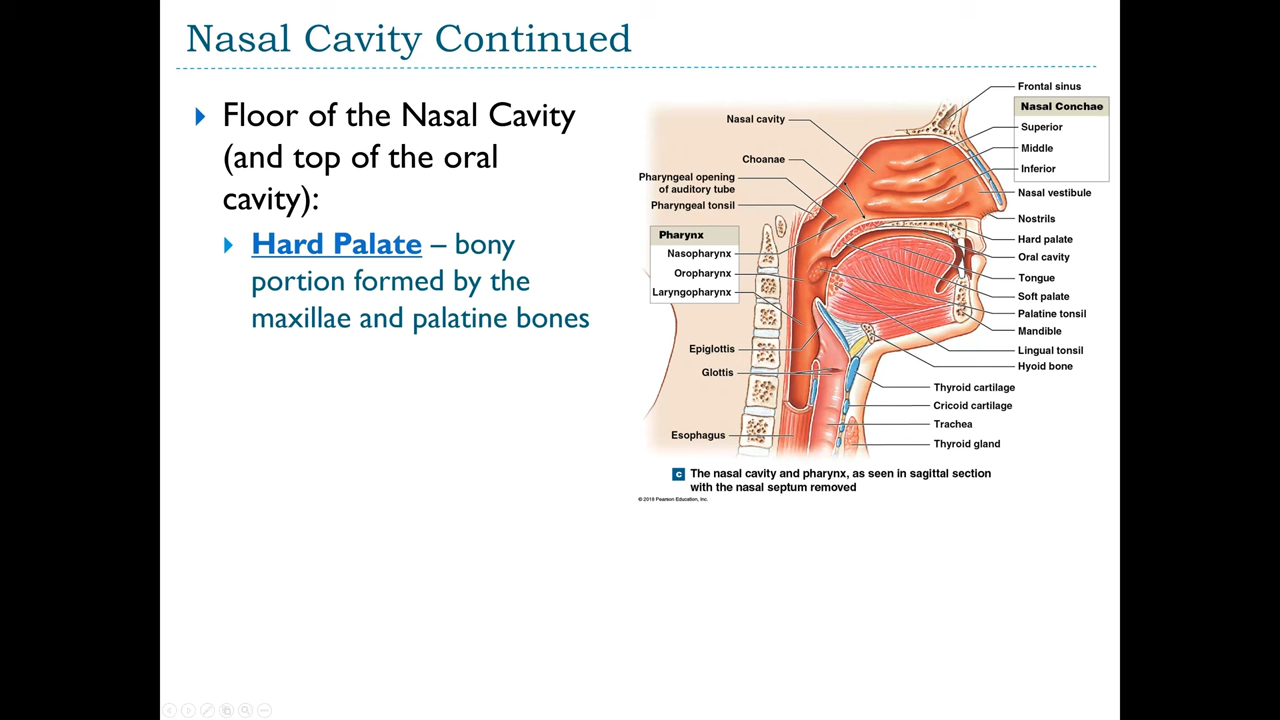 Nasal Cavity Continued
Floor of the Nasal Cavity
(and top of the oral
cavity):
Hard Palate – bony
portion formed by the
maxillae and palatine bones
Nasal cavity
Choanae
Pharyngeal opening
of auditory tube
Pharyngeal tonsil
Pharynx
Nasopharynx
Oropharynx
Laryngopharynx
Epiglottis
Glottis
Esophagus
Frontal sinus
Nasal Conchae
Superior
Middle
Inferior
Nasal vestibule
Nostrils
Hard palate
Oral cavity
Tongue
Soft palate
Palatine tonsil
Mandible
Lingual tonsil
Hyoid bone
Thyroid cartilage
Cricoid cartilage
Trachea
Thyroid gland
c The nasal cavity and pharynx, as seen in sagittal section
with the nasal septum removed
© 2018 Pearson Education, Inc.